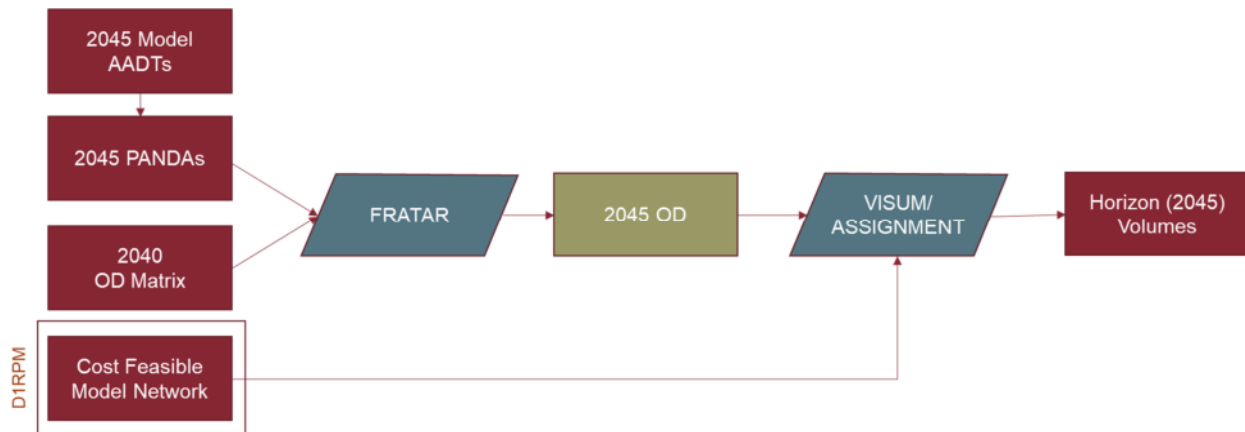 2045 Model
AADTs
2045 PANDAs
FRATAR
2045 OD
VISUM/
ASSIGNMENT
Horizon (2045)
Volumes
2040
OD Matrix
D1RPM
Cost Feasible
Model Network